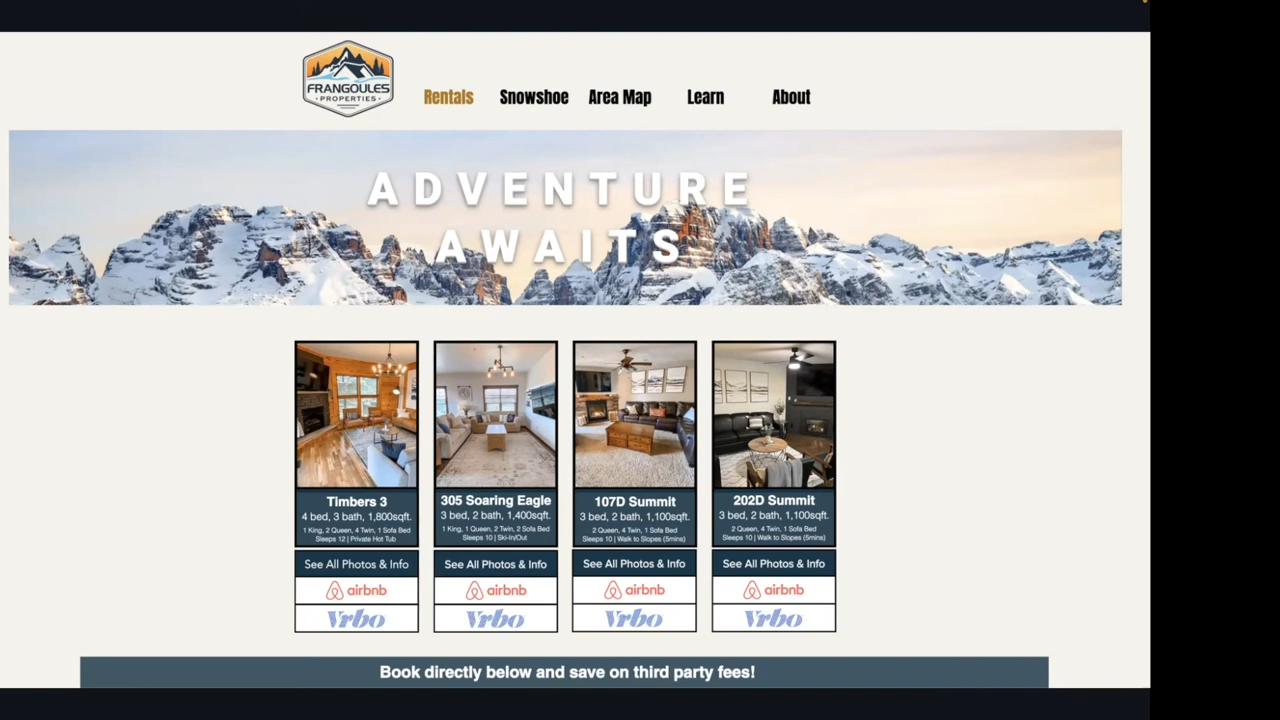 FRANGOULES
PROPERTIES
Rentals Snowshoe Area Map Learn About
ADVENTURE
AWAITS
Timbers 3
4 bed, 3 bath, 1,800sqft.
1 King, 2 Queen, 4 Twin, 1 Sofa Bed
Sleeps 12 | Private Hot Tub
See All Photos & Info
airbnb
Vrbo
305 Soaring Eagle
3 bed, 2 bath, 1,400sqft.
1 King, 1 Queen, 2 Twin, 2 Sofa Bed
Sleeps 10 | Ski-In/Out
See All Photos & Info
airbnb
Vrbo
107D Summit
3 bed, 2 bath, 1,100sqft.
2 Queen, 4 Twin, 1 Sofa Bed
Sleeps 10 | Walk to Slopes (5mins)
See All Photos & Info
airbnb
Vrbo
202D Summit
3 bed, 2 bath, 1,100sqft.
2 Queen, 4 Twin, 1 Sofa Bed
Sleeps 10 | Walk to Slopes (5mins)
See All Photos & Info
airbnb
Vrbo
Book directly below and save on third party fees!